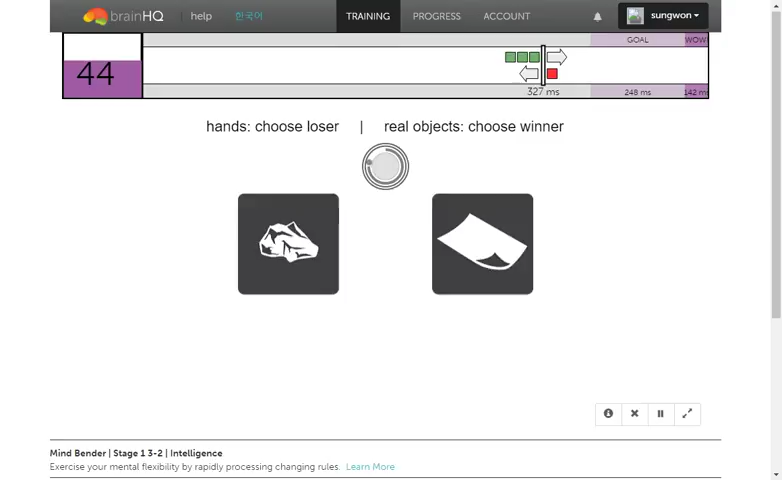 brainHQ | help 한국어 TRAINING PROGRESS ACCOUNT sungwon
44
GOAL WOW!
327 ms 248 ms 142 ms
hands: choose loser | real objects: choose winner
Mind Bender | Stage 1 3-2 | Intelligence
Exercise your mental flexibility by rapidly processing changing rules. Learn More